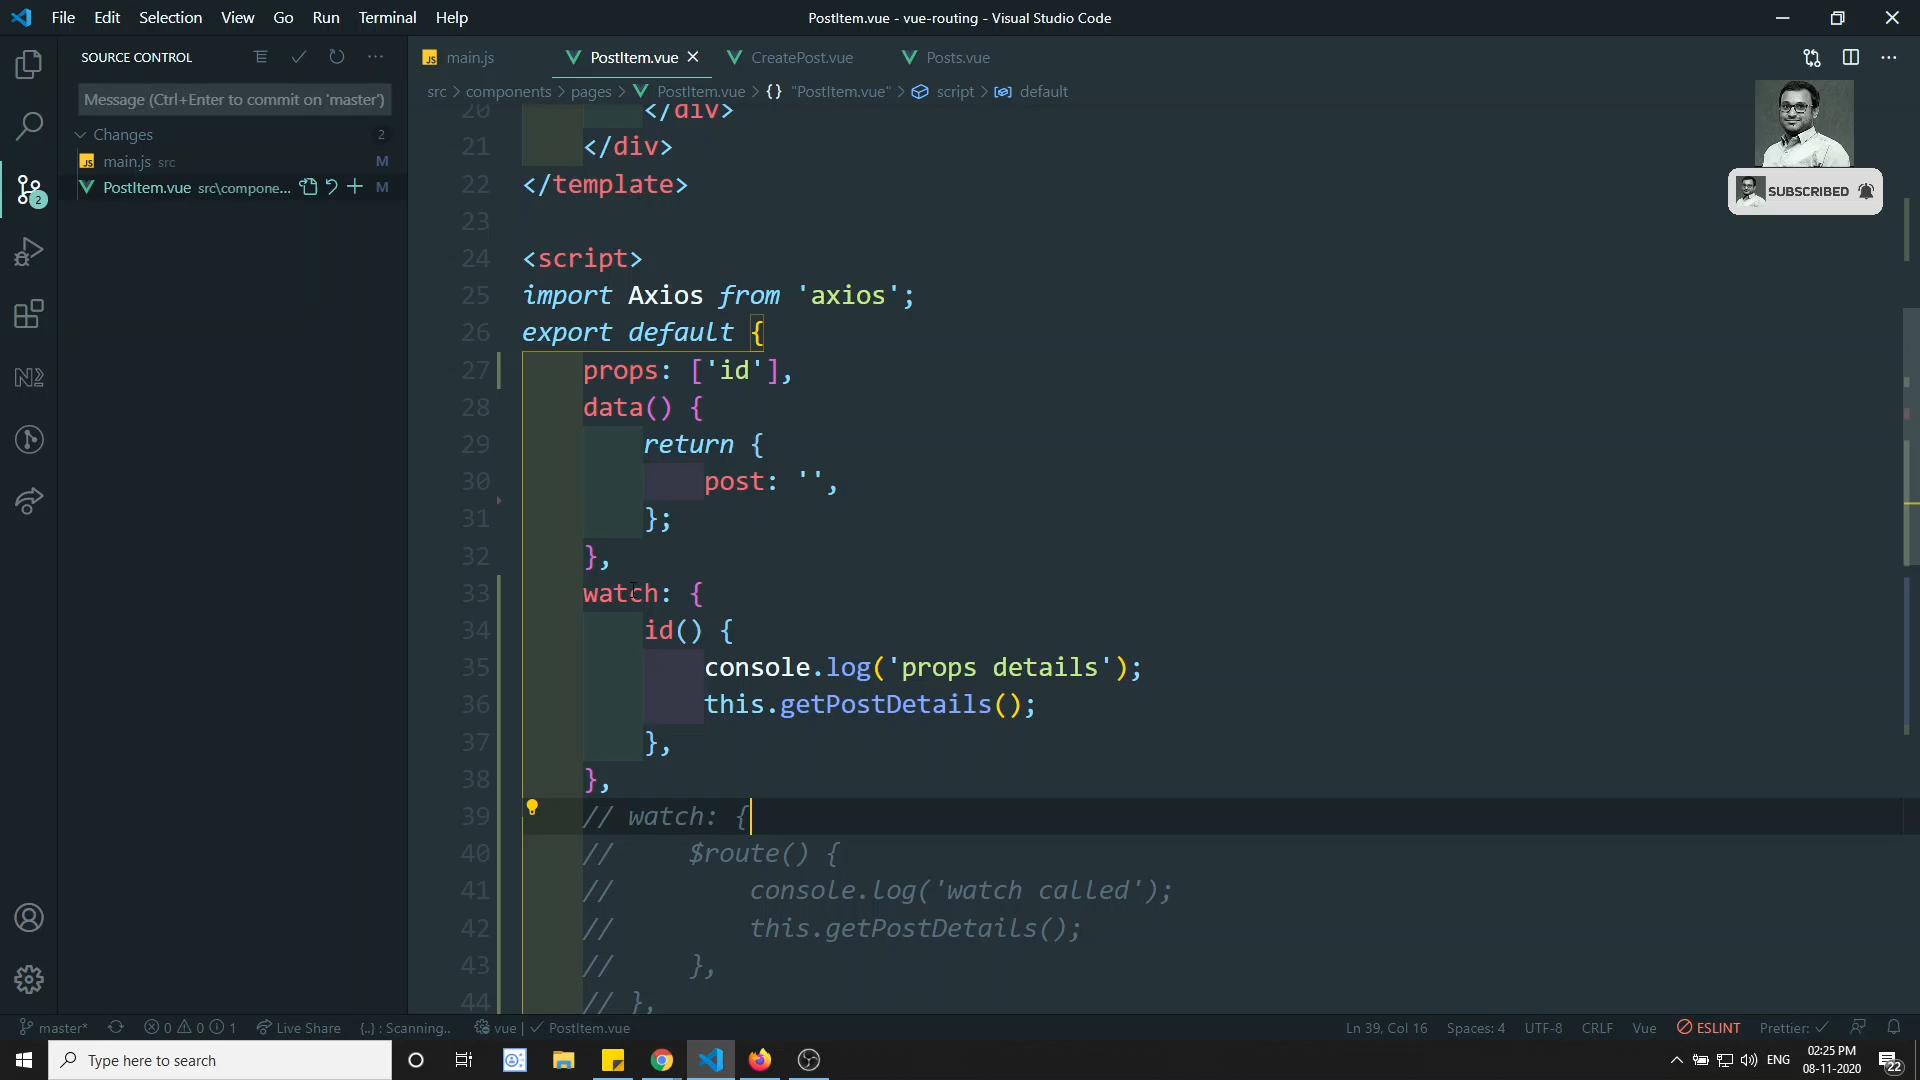 File Edit Selection View Go Run Terminal Help
PostItem.vue - vue-routing - Visual Studio Code
SOURCE CONTROL
Message (Ctrl+Enter to commit on 'master')
Changes 2
main.js src M
PostItem.vue src\compone... M
2
JS main.js PostItem.vue CreatePost.vue Posts.vue
src > components > pages > PostItem.vue > {} "PostItem.vue" > script > default
SUBSCRIBED
20 </div>
21 </div>
22 </template>
23
24 <script>
25 import Axios from 'axios';
26 export default {
27 props: ['id'],
28 data() {
29 return {
30 post: '',
31 };
32 },
33 watch: {
34 id() {
35 console.log('props details');
36 this.getPostDetails();
37 },
38 },
39 // watch: {
40 // $route() {
41 // console.log('watch called');
42 // this.getPostDetails();
43 // },
44 // },
master* 0 0 1 Live Share {..} : Scanning.. vue | ✓ PostItem.vue Ln 39, Col 16 Spaces: 4 UTF-8 CRLF Vue ESLINT Prettier: ✓
Type here to search
ENG
02:25 PM
08-11-2020
22